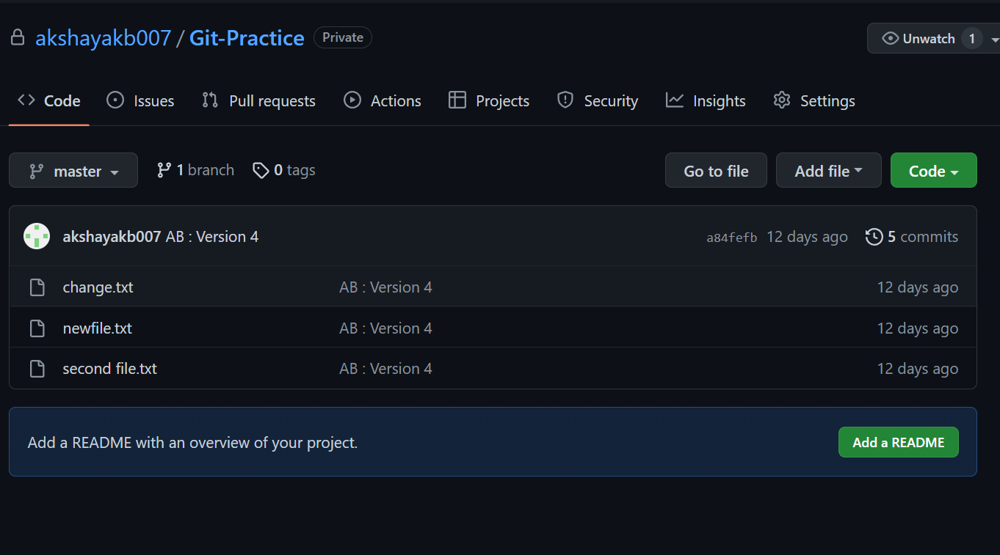 akshayakb007 / Git-Practice Private Unwatch 1
Code Issues Pull requests Actions Projects Security Insights Settings
master 1 branch 0 tags Go to file Add file Code
akshayakb007 AB : Version 4 a84fefb 12 days ago 5 commits
change.txt AB : Version 4 12 days ago
newfile.txt AB : Version 4 12 days ago
second file.txt AB : Version 4 12 days ago
Add a README with an overview of your project. Add a README